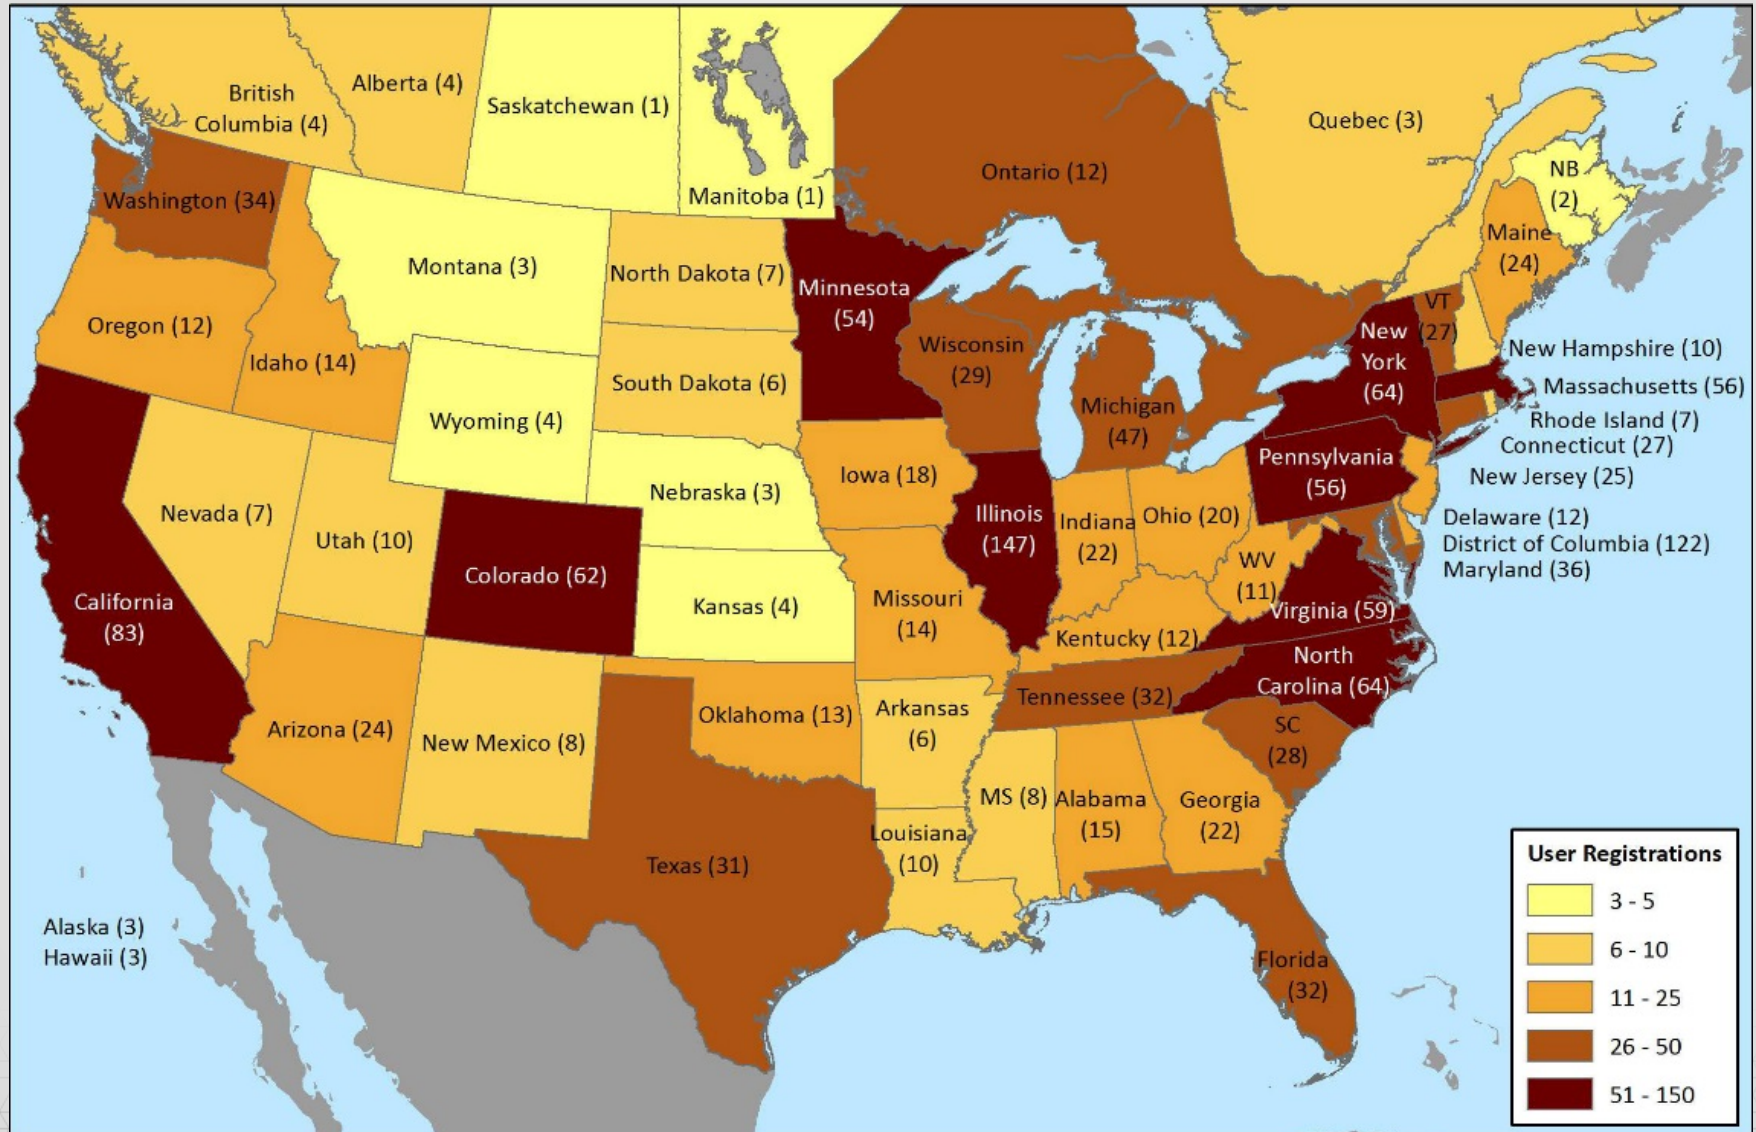 British
Columbia (4)
Alberta (4)
Saskatchewan (1)
Manitoba (1)
Ontario (12)
Quebec (3)
NB
(2)
Washington (34)
Montana (3)
North Dakota (7)
Minnesota
(54)
Maine
(24)
Oregon (12)
Idaho (14)
Wyoming (4)
South Dakota (6)
Wisconsin
(29)
Michigan
(47)
New
York
(64)
VT
(27)
New Hampshire (10)
Massachusetts (56)
Rhode Island (7)
Connecticut (27)
New Jersey (25)
Delaware (12)
District of Columbia (122)
Maryland (36)
Nevada (7)
Utah (10)
Nebraska (3)
Iowa (18)
Illinois
(147)
Indiana
(22)
Ohio (20)
Pennsylvania
(56)
California
(83)
Colorado (62)
Kansas (4)
Missouri
(14)
Kentucky (12)
WV
(11)
Virginia (59)
North
Carolina (64)
Arizona (24)
New Mexico (8)
Oklahoma (13)
Arkansas
(6)
Tennessee (32)
SC
(28)
Texas (31)
Louisiana
(10)
MS (8)
Alabama
(15)
Georgia
(22)
Florida
(32)
Alaska (3)
Hawaii (3)
User Registrations
3 - 5
6 - 10
11 - 25
26 - 50
51 - 150